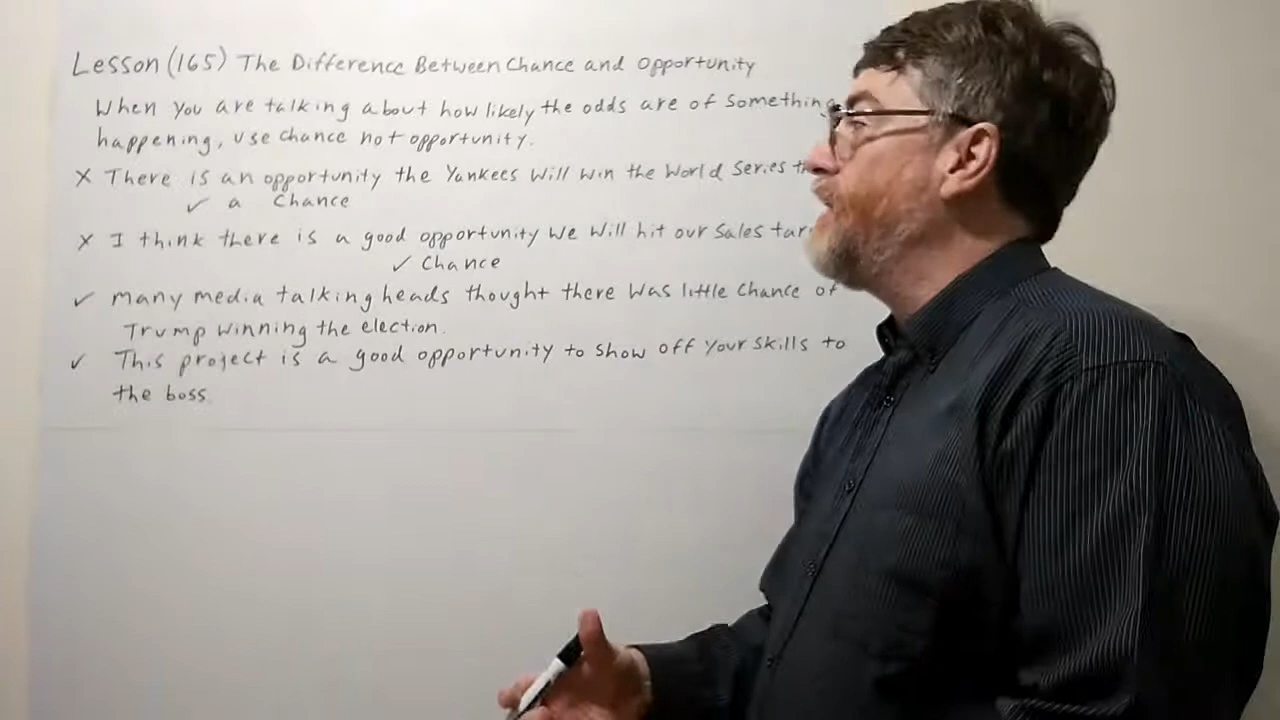 Lesson (165) The Difference Between Chance and Opportunity
When you are talking about how likely the odds are of Something
happening, use chance not opportunity.
X There is an opportunity the Yankees Will Win the World Series
✓ a Chance
X I think there is a good opportunity We Will hit our Sales
✓ Chance
✓ Many media talking heads thought there Was little Chance of
Trump Winning the election.
✓ This project is a good opportunity to Show off Your Skills to
the boss.